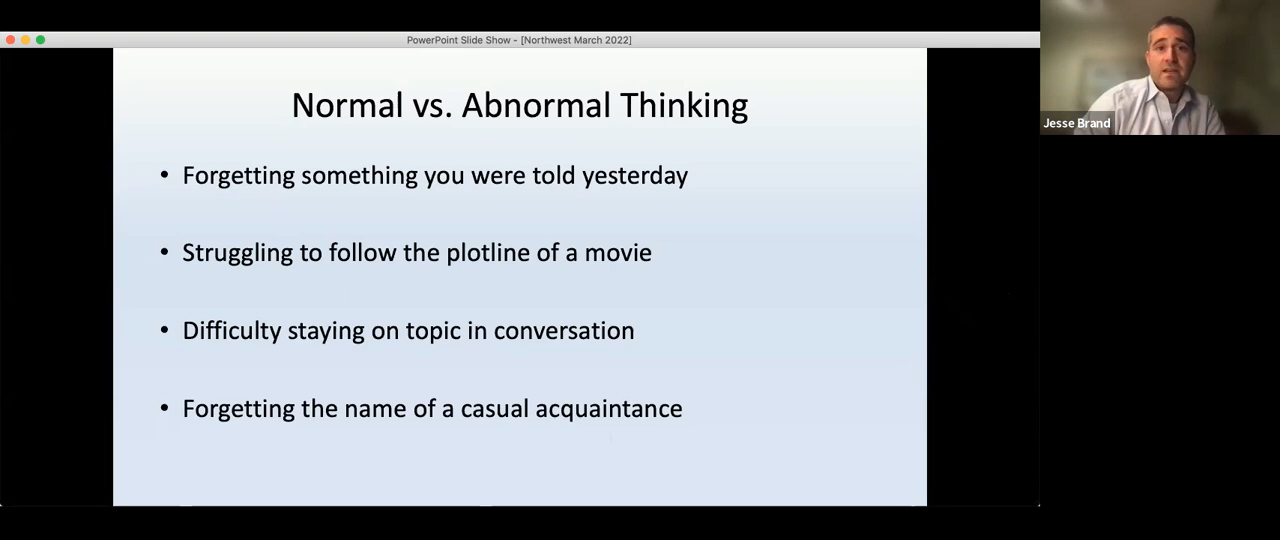 PowerPoint Slide Show - [Northwest March 2022]
Normal vs. Abnormal Thinking
• Forgetting something you were told yesterday
• Struggling to follow the plotline of a movie
• Difficulty staying on topic in conversation
• Forgetting the name of a casual acquaintance
Jesse Brand